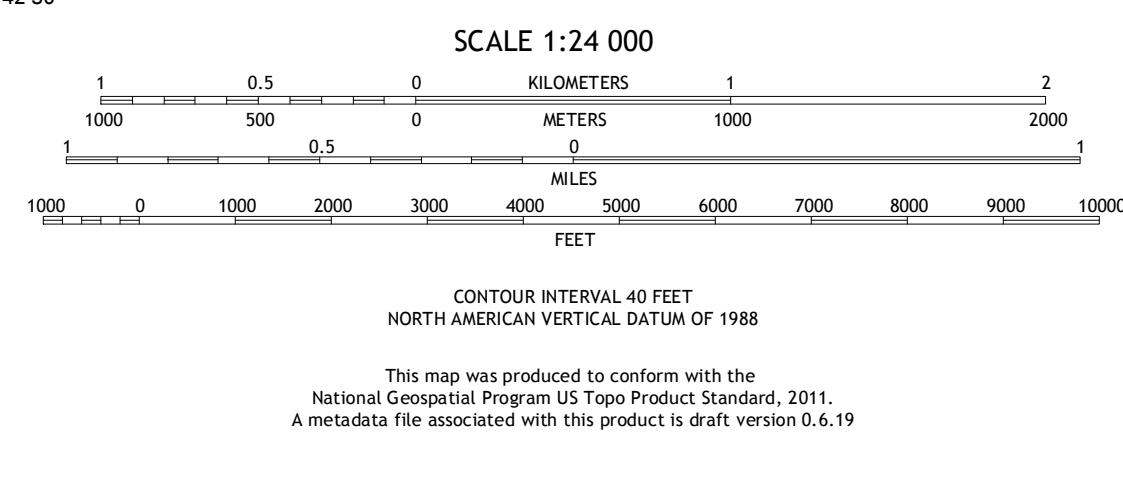 SCALE 1:24 000
1 0.5 0 KILOMETERS 1 2
1000 500 0 METERS 1000 2000
1 0.5 0 1
MILES
1000 0 1000 2000 3000 4000 5000 6000 7000 8000 9000 10000
FEET
CONTOUR INTERVAL 40 FEET
NORTH AMERICAN VERTICAL DATUM OF 1988
This map was produced to conform with the
National Geospatial Program US Topo Product Standard, 2011.
A metadata file associated with this product is draft version 0.6.19